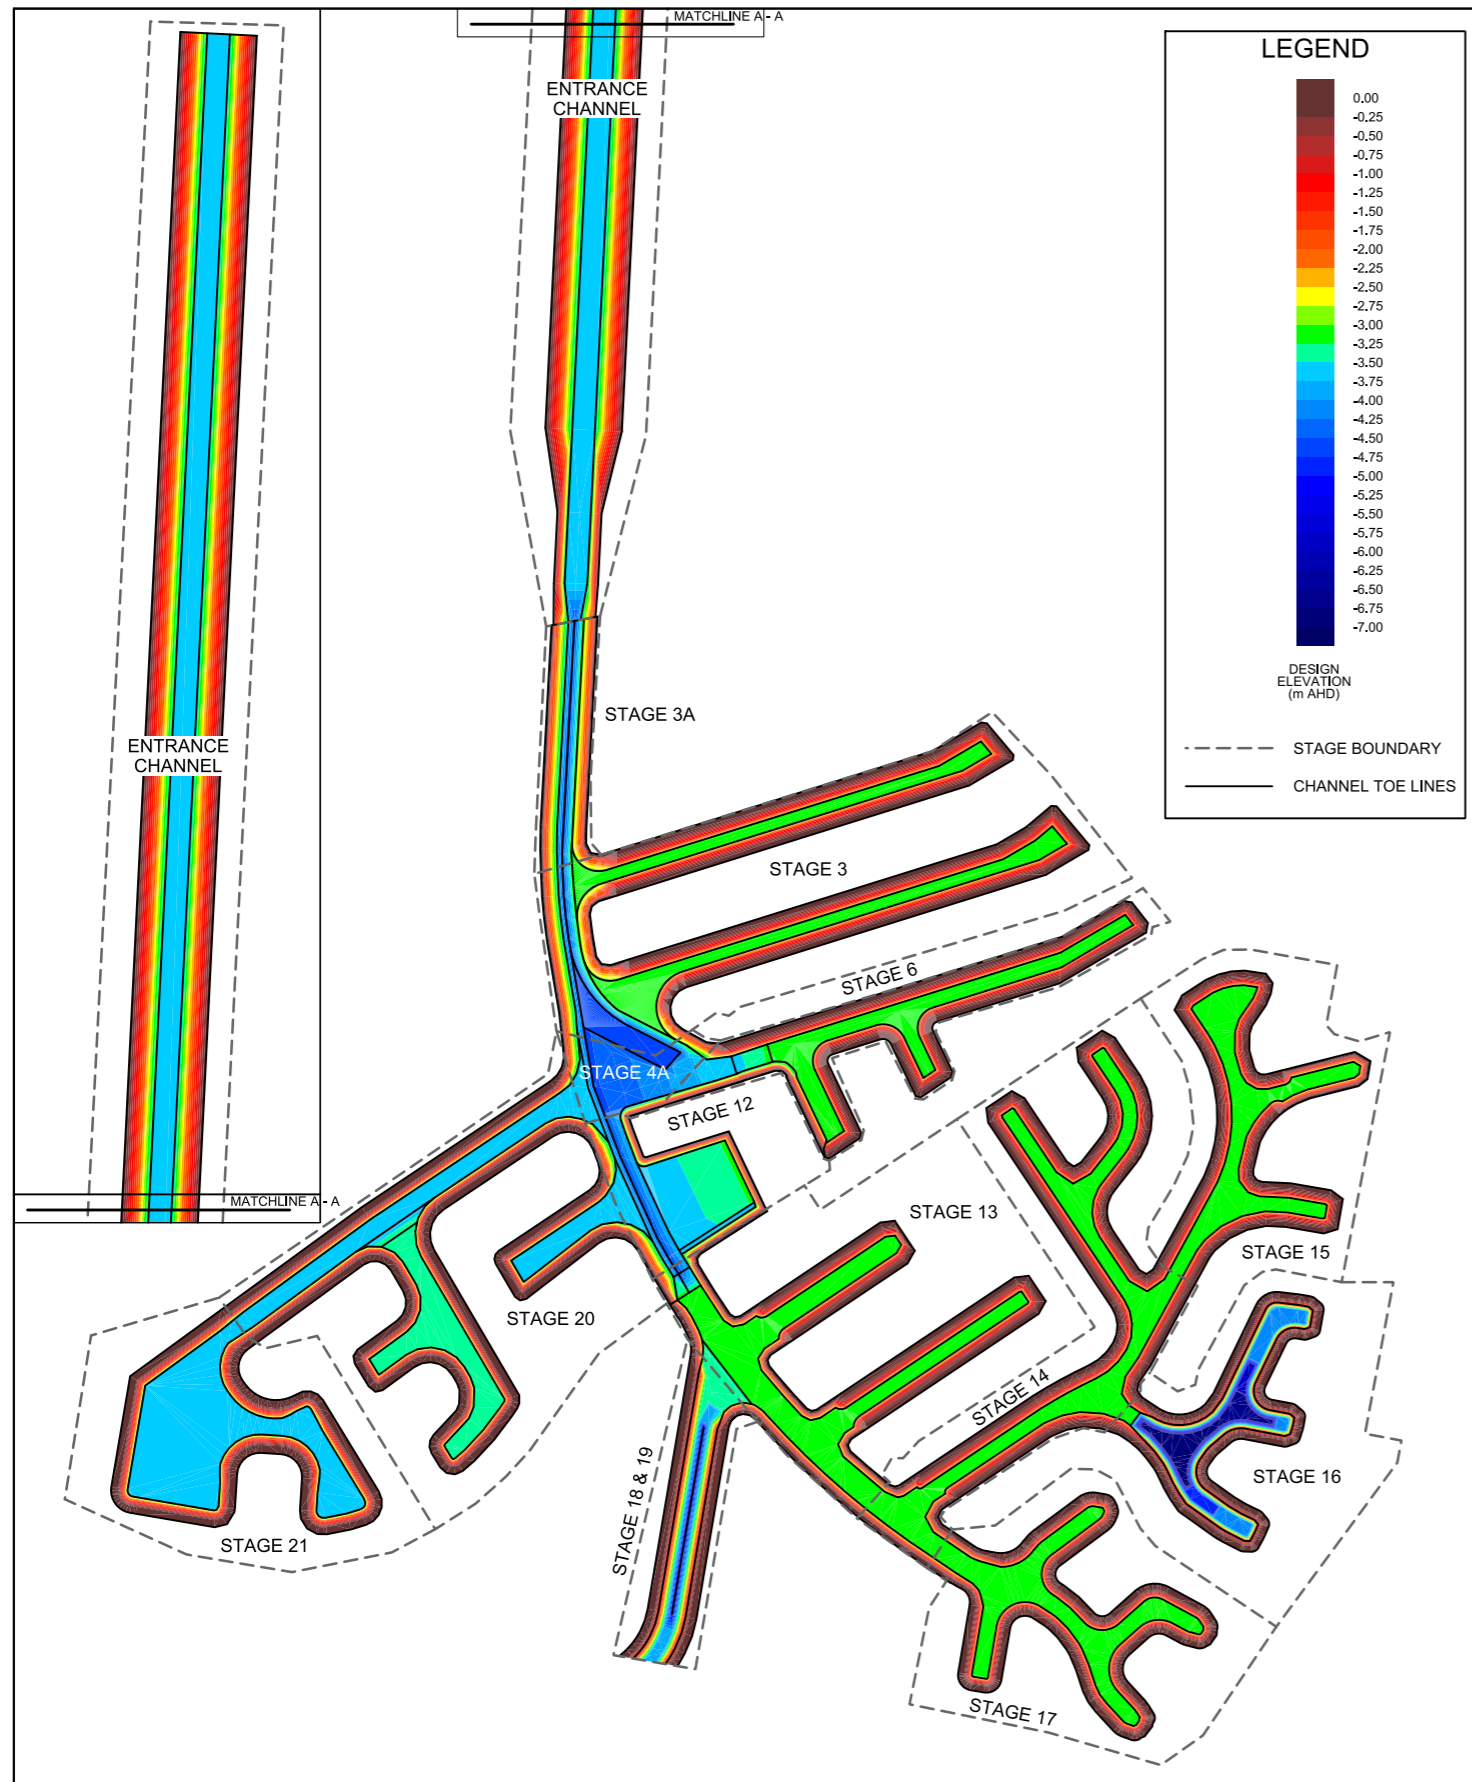 MATCHLINE A - A
ENTRANCE
CHANNEL
LEGEND
0.00
-0.25
-0.50
-0.75
-1.00
-1.25
-1.50
-1.75
-2.00
-2.25
-2.50
-2.75
-3.00
-3.25
-3.50
-3.75
-4.00
-4.25
-4.50
-4.75
-5.00
-5.25
-5.50
-5.75
-6.00
-6.25
-6.50
-6.75
-7.00
DESIGN
ELEVATION
(m AHD)
STAGE BOUNDARY
CHANNEL TOE LINES
ENTRANCE
CHANNEL
MATCHLINE A - A
STAGE 3A
STAGE 3
STAGE 6
STAGE 4A
STAGE 12
STAGE 13
STAGE 15
STAGE 20
STAGE 14
STAGE 16
STAGE 21
STAGE 18 & 19
STAGE 17